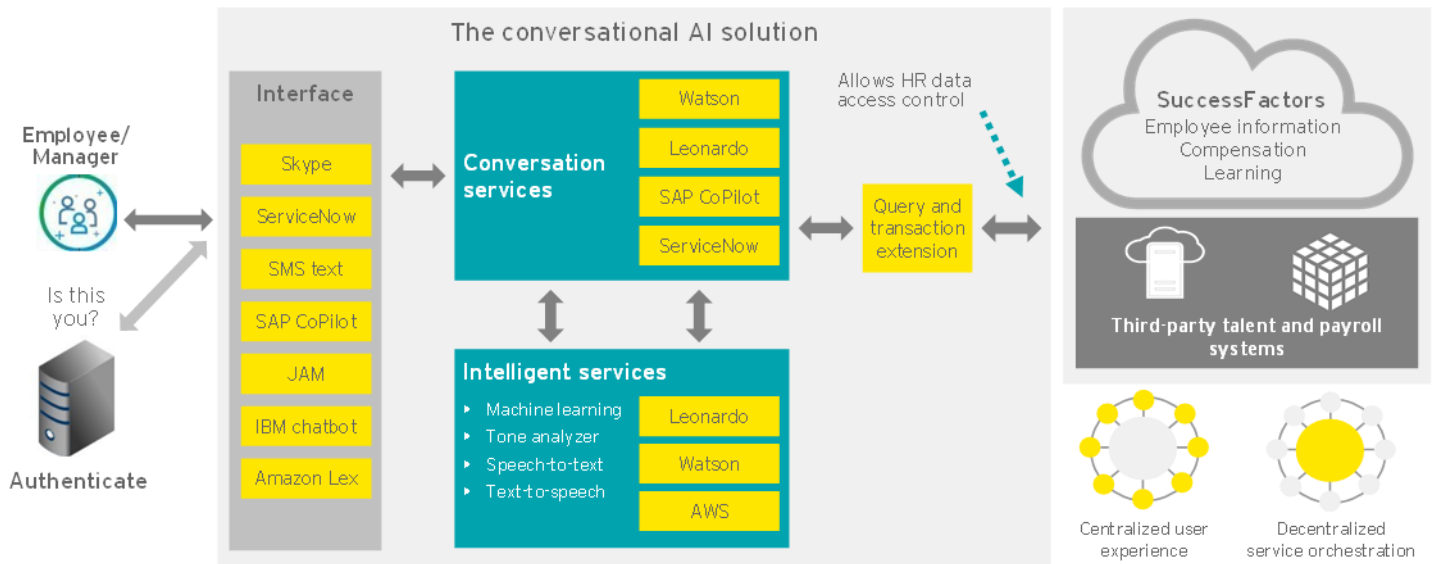 The conversational AI solution
Employee/
Manager
Is this
you?
Authenticate
Interface
Skype
ServiceNow
SMS text
SAP CoPilot
JAM
IBM chatbot
Amazon Lex
Conversation
services
Watson
Leonardo
SAP CoPilot
ServiceNow
Intelligent services
Machine learning
Tone analyzer
Speech-to-text
Text-to-speech
Leonardo
Watson
AWS
Allows HR data
access control
Query and
transaction
extension
SuccessFactors
Employee information
Compensation
Learning
Third-party talent and payroll
systems
Centralized user
experience
Decentralized
service orchestration